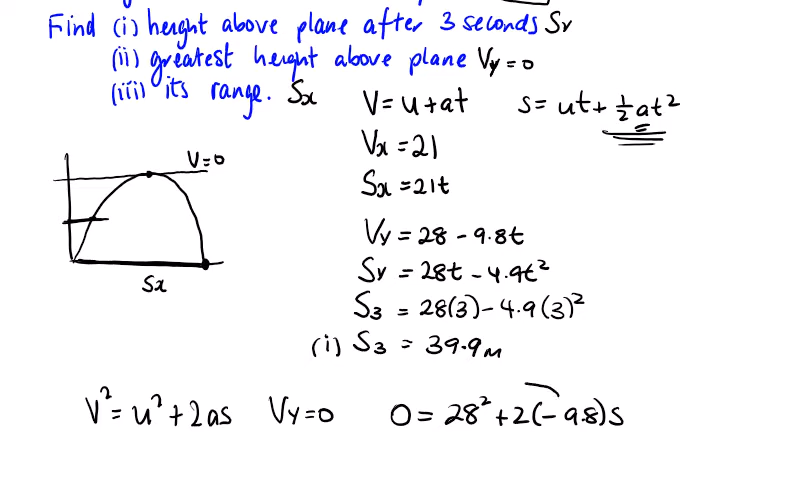 Find (i) height above plane after 3 seconds Sy
(ii) greatest height above plane Vy=0
(iii) its range. Sx
V=u+at s=ut+½at²
Vx=21
Sx=21t
V=0
Vy=28-9.8t
Sy=28t-4.9t²
Sx
S₃=28(3)-4.9(3)²
(i) S₃=39.9m
V²=u²+2as Vy=0 0=28²+2(-9.8)s